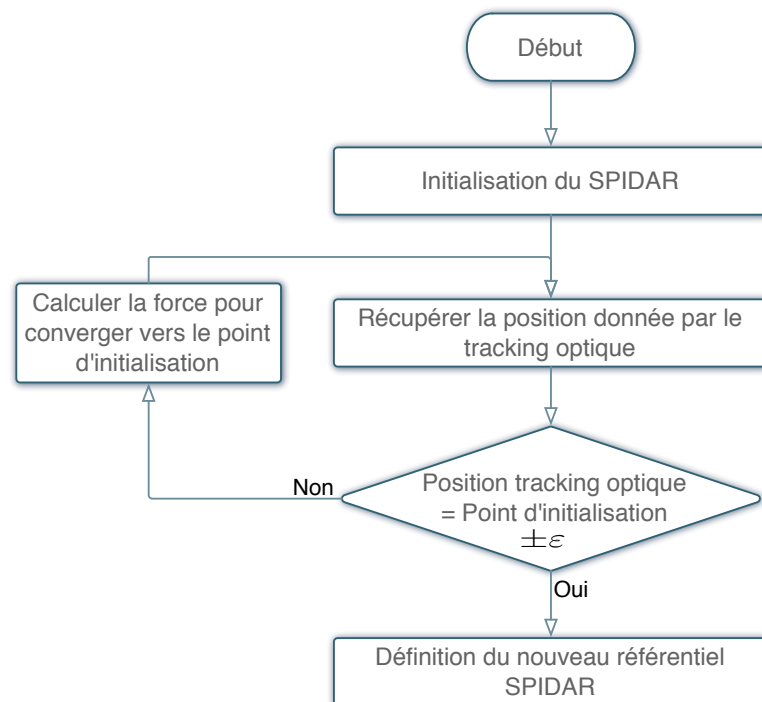 Début
Initialisation du SPIDAR
Calculer la force pour
converger vers le point
d'initialisation
Récupérer la position donnée par le
tracking optique
Non
Position tracking optique
= Point d'initialisation
±ε
Oui
Définition du nouveau référentiel
SPIDAR